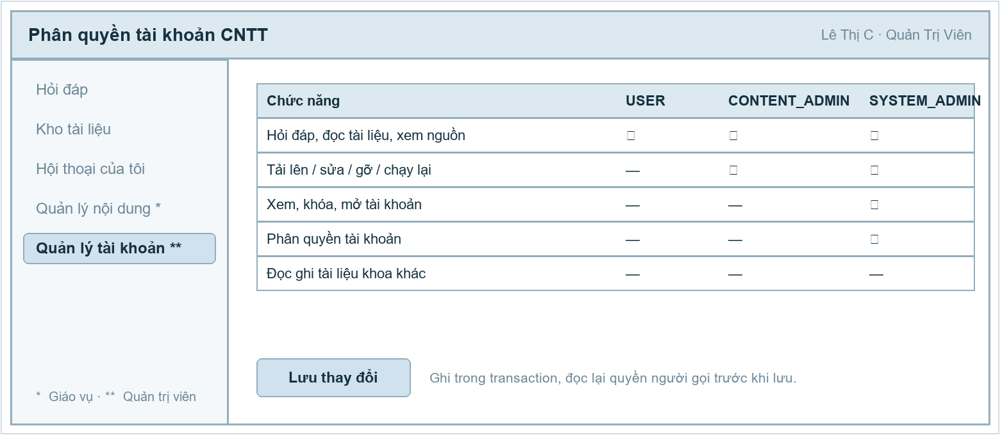 Phân quyền tài khoản CNTT
Lê Thị C · Quản Trị Viên
Hỏi đáp
Kho tài liệu
Hội thoại của tôi
Quản lý nội dung *
Quản lý tài khoản **
* Giáo vụ · ** Quản trị viên
Chức năng USER CONTENT_ADMIN SYSTEM_ADMIN
Hỏi đáp, đọc tài liệu, xem nguồn
Tải lên / sửa / gỡ / chạy lại —
Xem, khóa, mở tài khoản — —
Phân quyền tài khoản — —
Đọc ghi tài liệu khoa khác — — —
Lưu thay đổi
Ghi trong transaction, đọc lại quyền người gọi trước khi lưu.